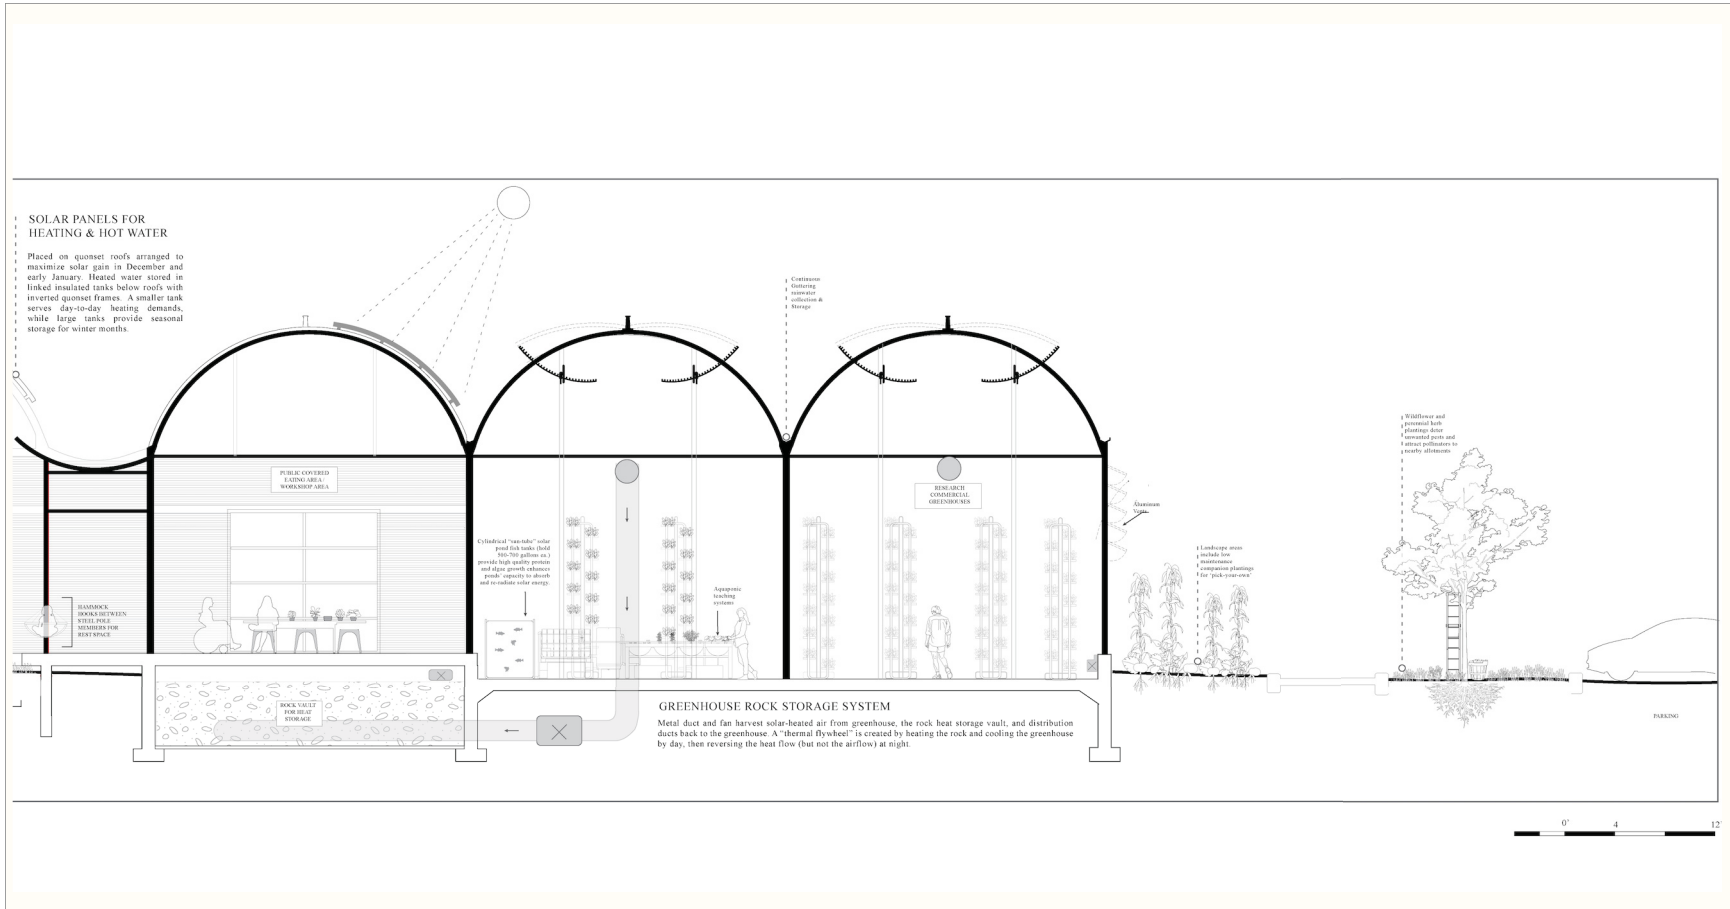 SOLAR PANELS FOR
HEATING & HOT WATER
Placed on quonset roofs arranged to
maximize solar gain in December and
early January. Heated water stored in
linked insulated tanks below roofs with
inverted quonset frames. A smaller tank
serves day-to-day heating demands,
while large tanks provide seasonal
storage for winter months.
Continuous
Guttering
rainwater
collection &
Storage
PUBLIC COVERED
EATING AREA /
WORKSHOP AREA
RESEARCH
COMMERCIAL
GREENHOUSES
Aluminum
Vents
Wildflower and
perennial herb
plantings deter
unwanted pests and
attract pollinators to
nearby allotments
Cylindrical "sun-tube" solar
pond fish tanks (hold
500-700 gallons ea.)
provide high quality protein
and algae growth enhances
ponds' capacity to absorb
and re-radiate solar energy.
Aquaponic
teaching
systems
Landscape areas
include low
maintenance
companion plantings
for 'pick-your-own'
HAMMOCK
HOOKS BETWEEN
STEEL POLE
MEMBERS FOR
REST SPACE
ROCK VAULT
FOR HEAT
STORAGE
GREENHOUSE ROCK STORAGE SYSTEM
Metal duct and fan harvest solar-heated air from greenhouse, the rock heat storage vault, and distribution
ducts back to the greenhouse. A "thermal flywheel" is created by heating the rock and cooling the greenhouse
by day, then reversing the heat flow (but not the airflow) at night.
PARKING
0' 4 12'